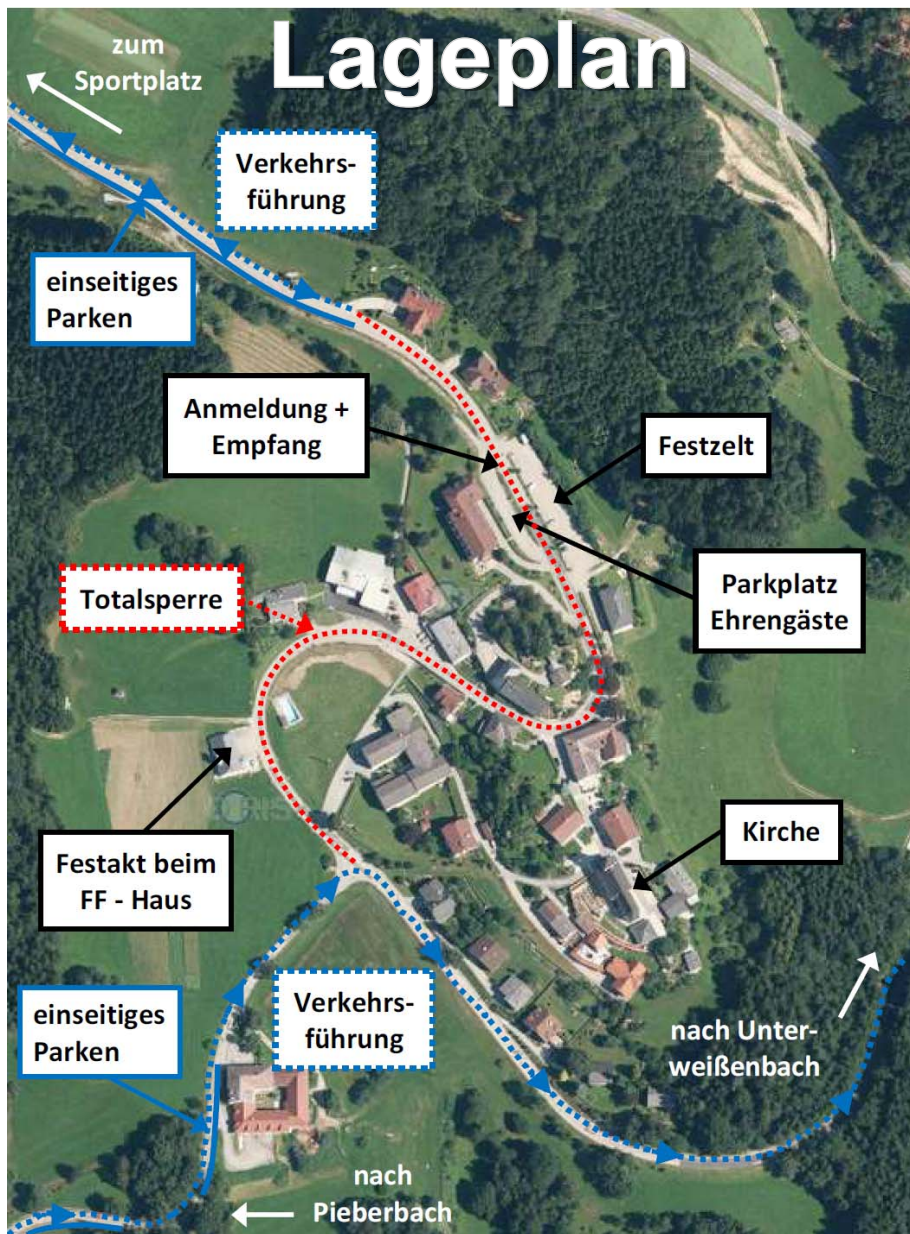 Lageplan
zum
Sportplatz
Verkehrs-
führung
einseitiges
Parken
Anmeldung +
Empfang
Festzelt
Totalsperre
Parkplatz
Ehrengäste
Festakt beim
FF - Haus
Kirche
einseitiges
Parken
Verkehrs-
führung
nach Unter-
weißenbach
nach
Pieberbach